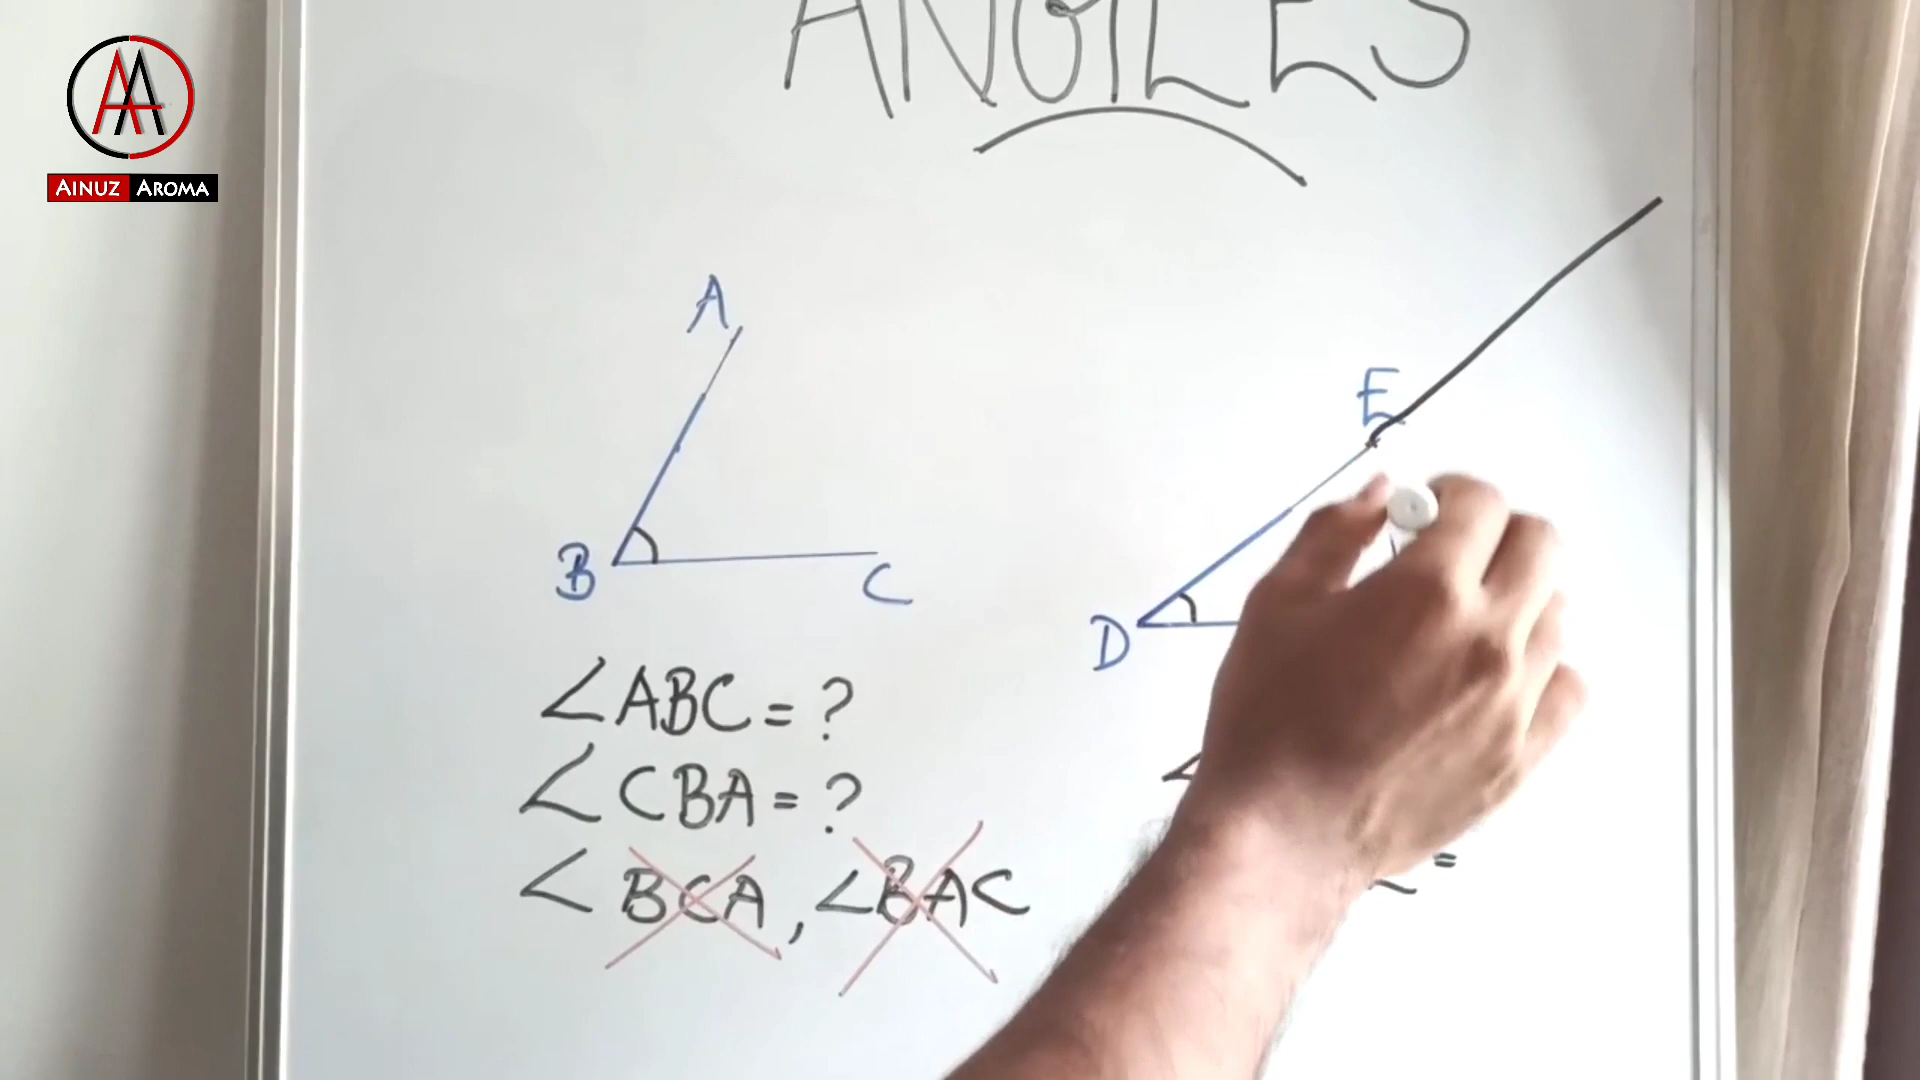 ANGLES
AINUZ AROMA
A
E
B
C
D
∠ABC = ?
∠CBA = ?
∠BCA, ∠BAC
∠
=